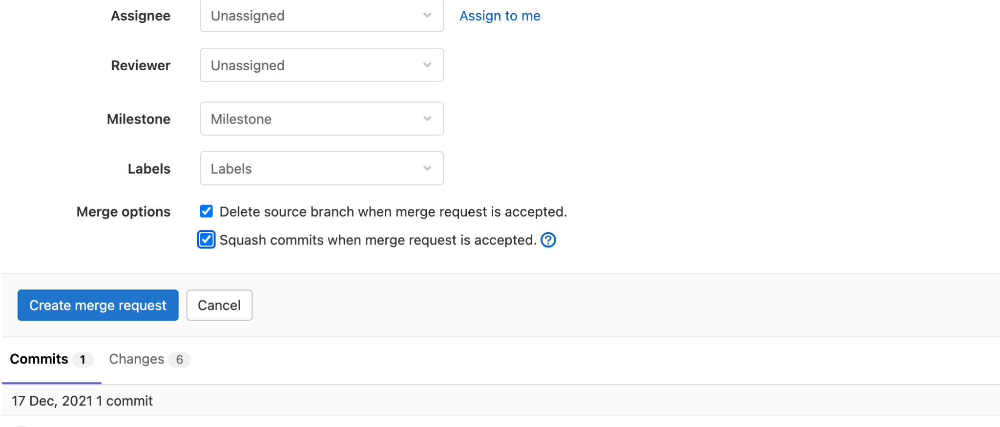 Assignee Unassigned Assign to me
Reviewer Unassigned
Milestone Milestone
Labels Labels
Merge options Delete source branch when merge request is accepted.
Squash commits when merge request is accepted. ?
Create merge request Cancel
Commits 1 Changes 6
17 Dec, 2021 1 commit